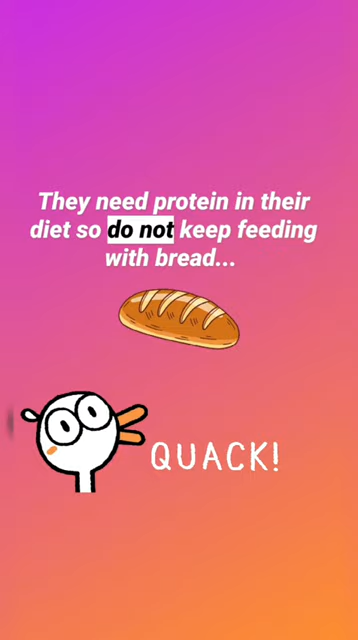 They need protein in their
diet so do not keep feeding
with bread...
QUACK!